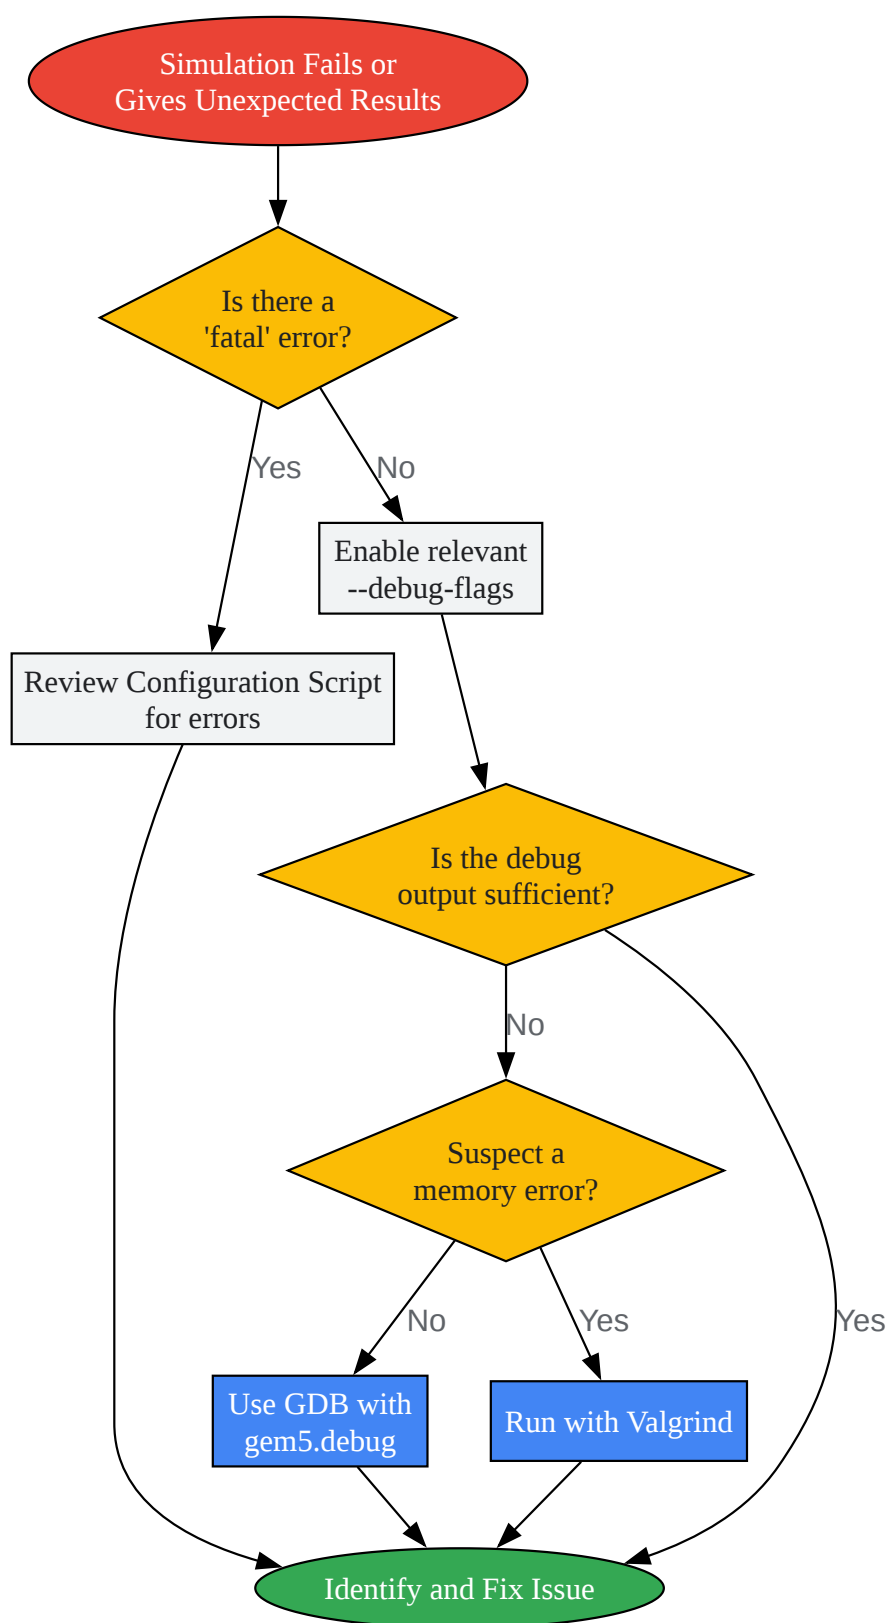 Simulation Fails or
Gives Unexpected Results
Is there a
'fatal' error?
Yes
No
Enable relevant
--debug-flags
Review Configuration Script
for errors
Is the debug
output sufficient?
No
Suspect a
memory error?
No
Yes
Yes
Use GDB with
gem5.debug
Run with Valgrind
Identify and Fix Issue